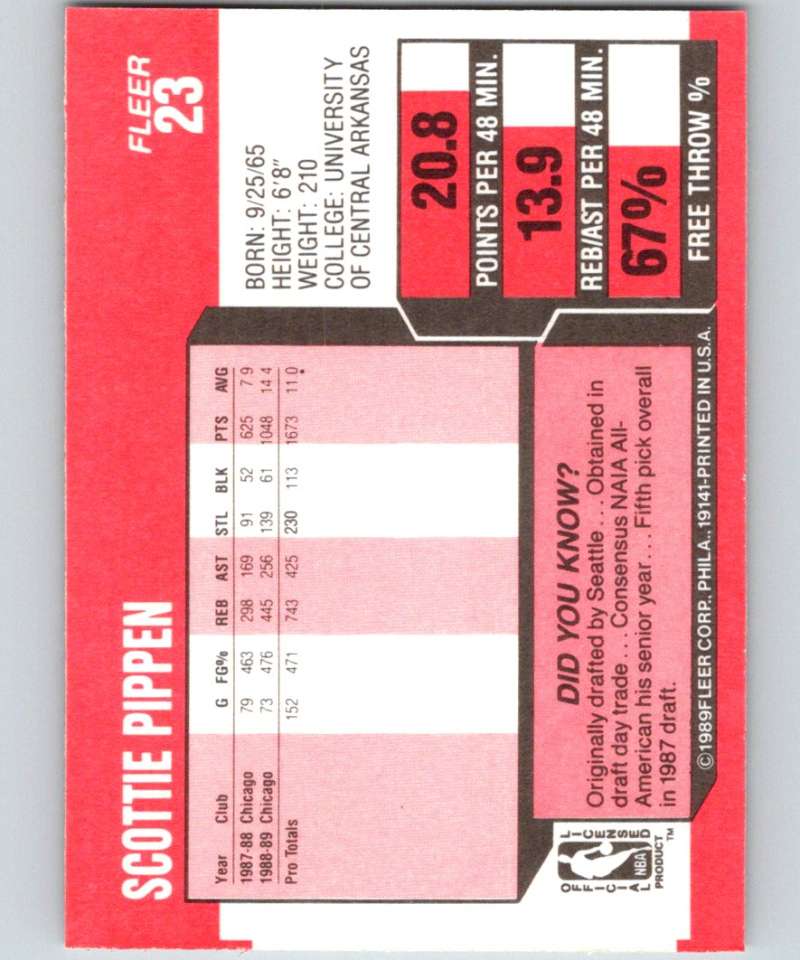 SCOTTIE PIPPEN
FLEER
23
Year Club G FG% REB AST STL BLK PTS AVG
1987-88 Chicago 79 463 298 169 91 52 625 7 9
1988-89 Chicago 73 476 445 256 139 61 1048 14 4
Pro Totals 152 471 743 425 230 113 1673 11 0
BORN: 9/25/65
HEIGHT: 6'8"
WEIGHT: 210
COLLEGE: UNIVERSITY
OF CENTRAL ARKANSAS
20.8
POINTS PER 48 MIN.
13.9
REB/AST PER 48 MIN.
67%
FREE THROW %
DID YOU KNOW?
Originally drafted by Seattle . . . Obtained in
draft day trade . . . Consensus NAIA All-
American his senior year . . . Fifth pick overall
in 1987 draft.
OFFICIAL
LICENSED
NBA
PRODUCT™
©1989 FLEER CORP., PHILA., 19141-PRINTED IN U.S.A.